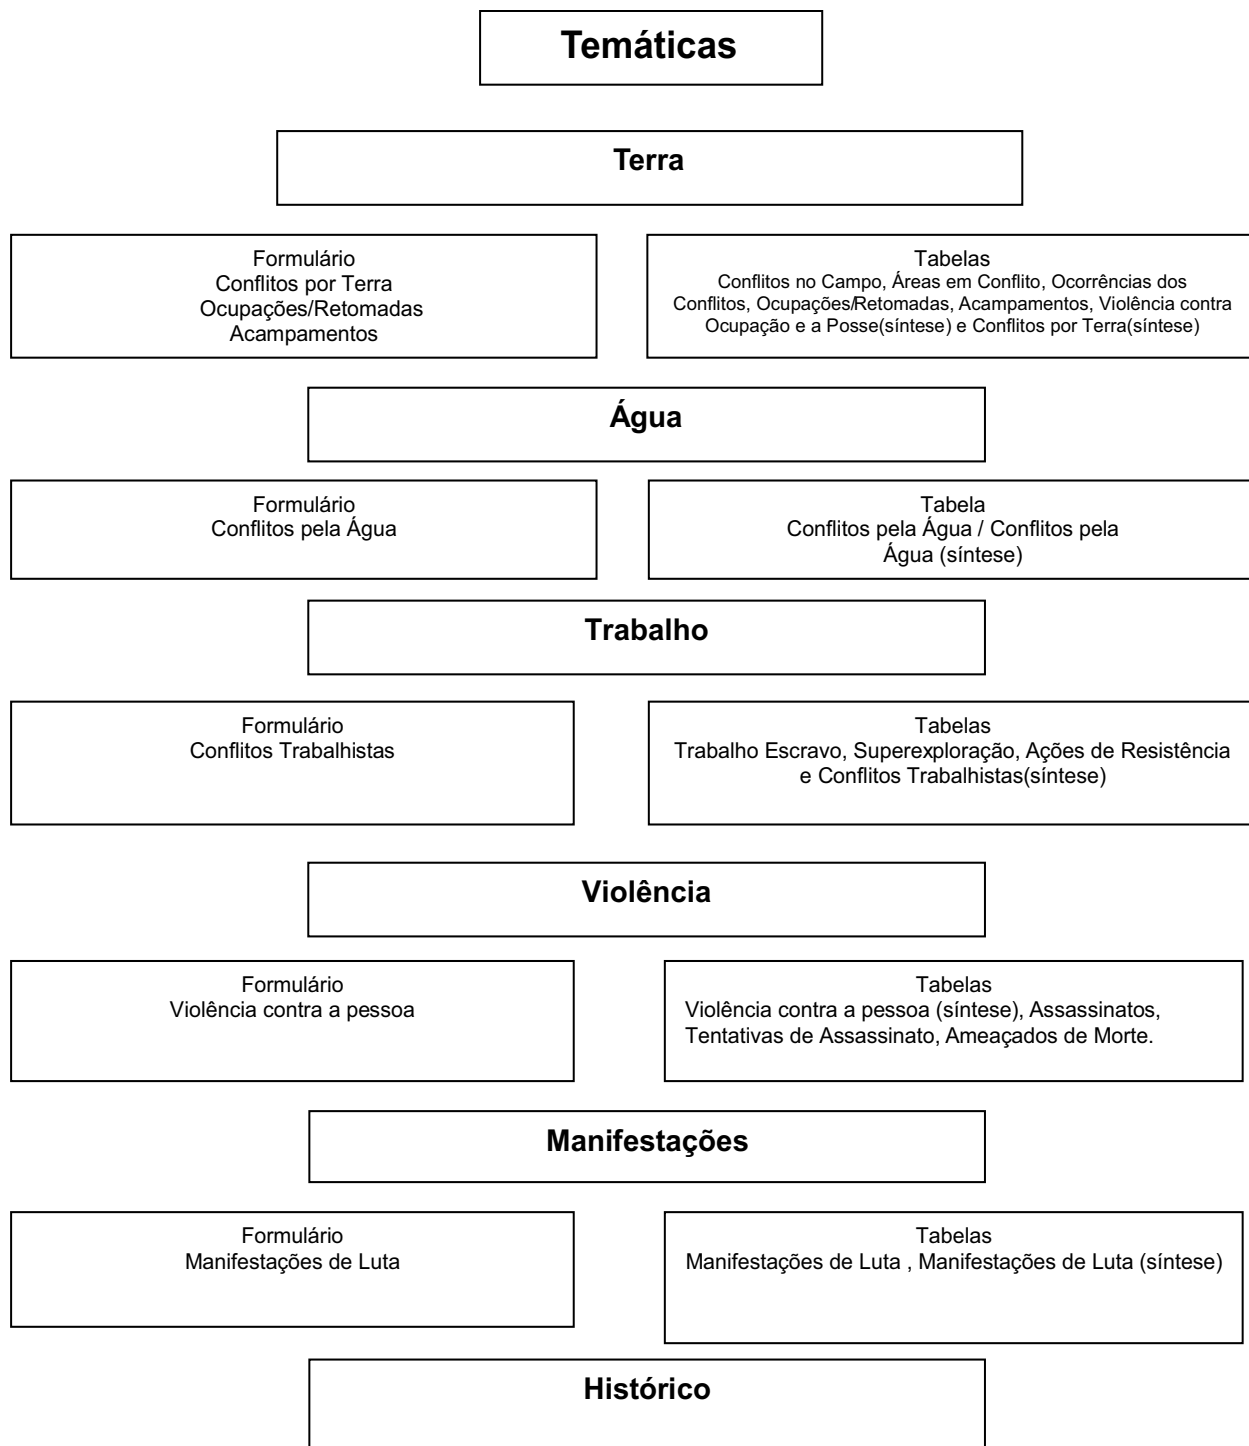 Temáticas
Terra
Formulário
Conflitos por Terra
Ocupações/Retomadas
Acampamentos
Tabelas
Conflitos no Campo, Áreas em Conflito, Ocorrências dos
Conflitos, Ocupações/Retomadas, Acampamentos, Violência contra
Ocupação e a Posse(síntese) e Conflitos por Terra(síntese)
Água
Formulário
Conflitos pela Água
Tabela
Conflitos pela Água / Conflitos pela
Água (síntese)
Trabalho
Formulário
Conflitos Trabalhistas
Tabelas
Trabalho Escravo, Superexploração, Ações de Resistência
e Conflitos Trabalhistas(síntese)
Violência
Formulário
Violência contra a pessoa
Tabelas
Violência contra a pessoa (síntese), Assassinatos,
Tentativas de Assassinato, Ameaçados de Morte.
Manifestações
Formulário
Manifestações de Luta
Tabelas
Manifestações de Luta , Manifestações de Luta (síntese)
Histórico